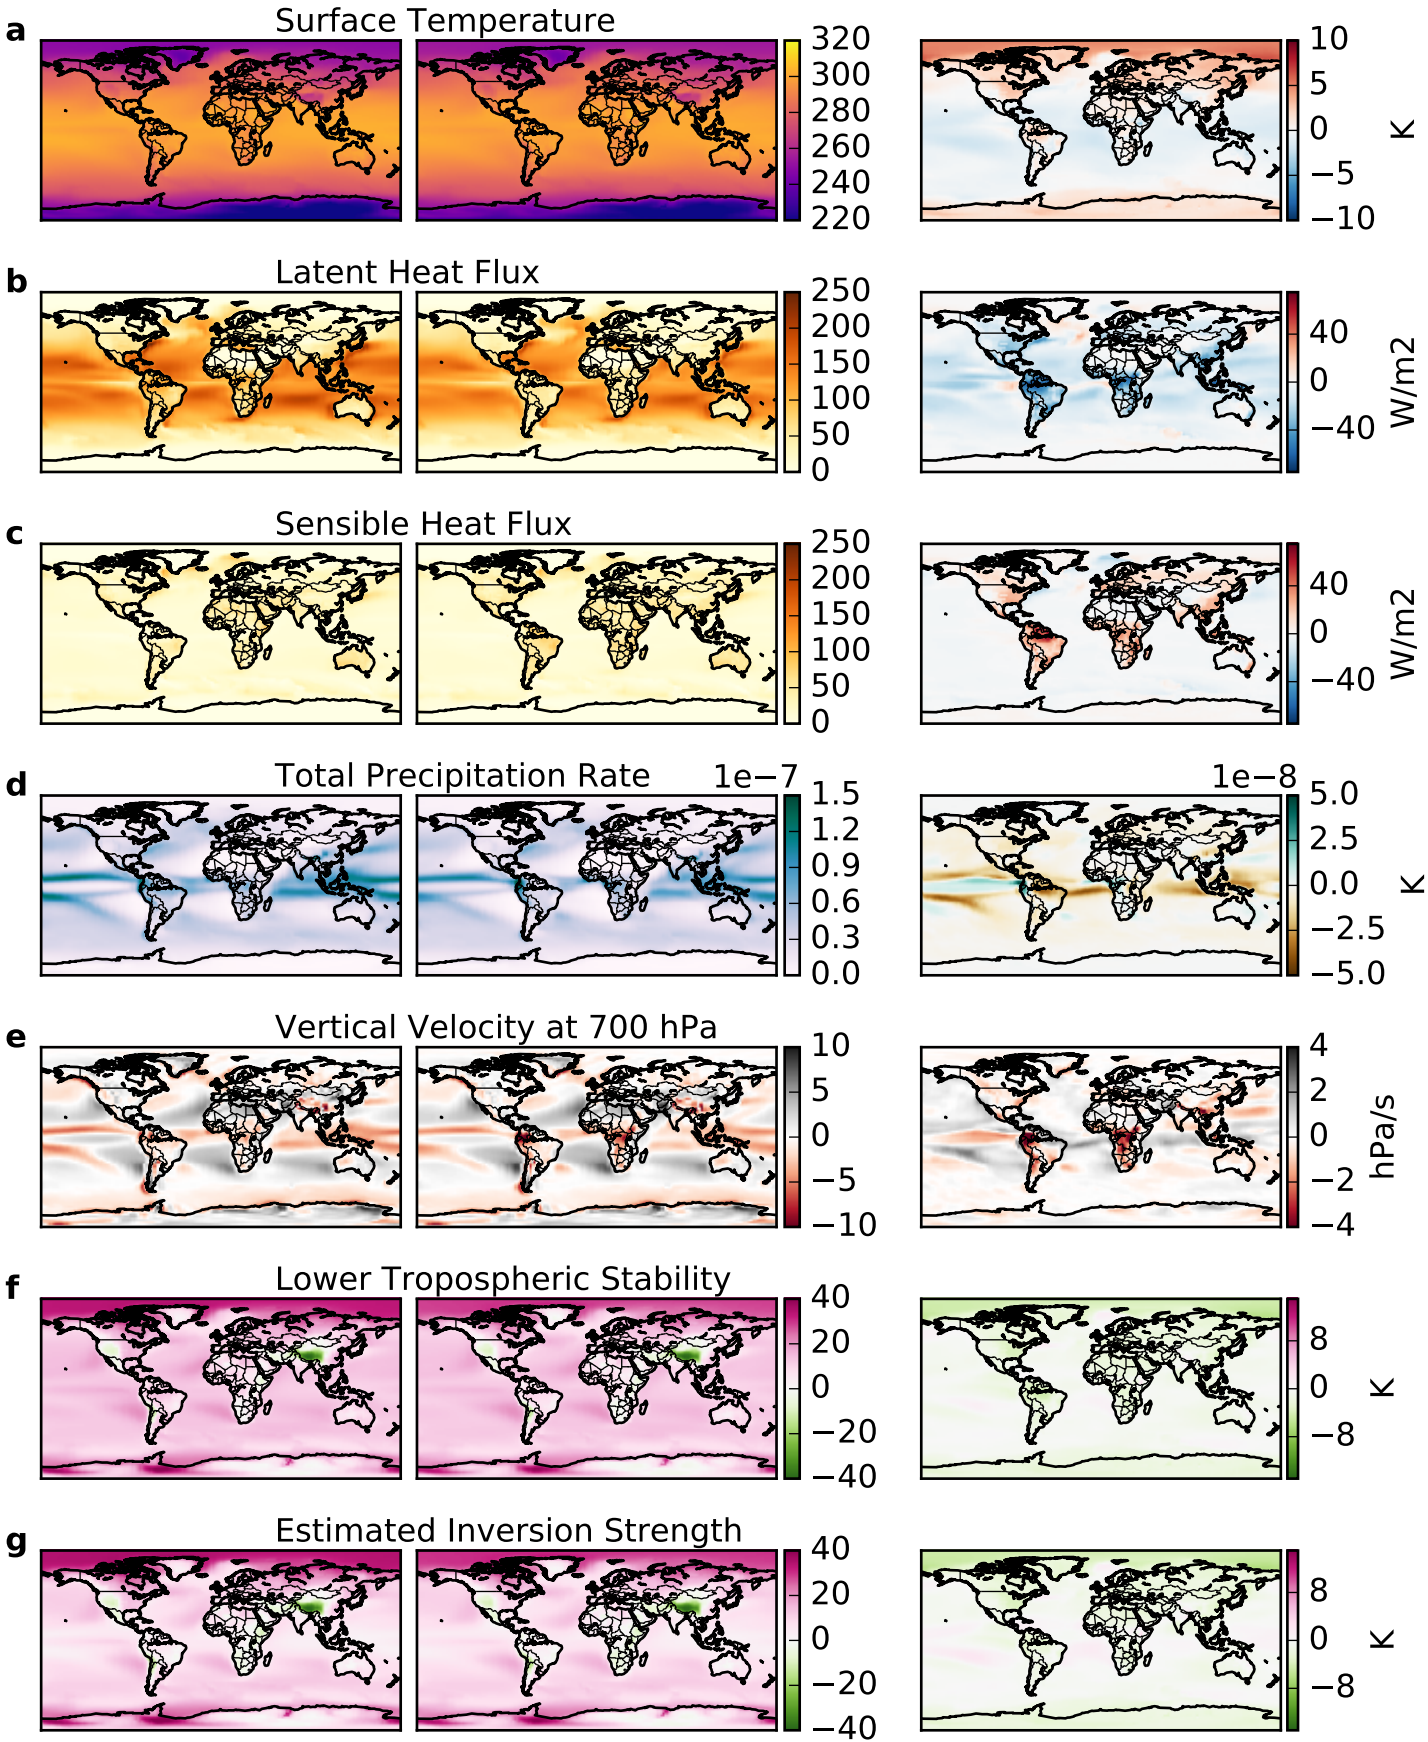 a
Surface Temperature
320
300
280
260
240
220
10
5
0
−5
−10
K
b
Latent Heat Flux
250
200
150
100
50
0
40
0
−40
W/m2
c
Sensible Heat Flux
250
200
150
100
50
0
40
0
−40
W/m2
d
Total Precipitation Rate
1e−7
1.5
1.2
0.9
0.6
0.3
0.0
1e−8
5.0
2.5
0.0
−2.5
−5.0
K
e
Vertical Velocity at 700 hPa
10
5
0
−5
−10
4
2
0
−2
−4
hPa/s
f
Lower Tropospheric Stability
40
20
0
−20
−40
8
0
−8
K
g
Estimated Inversion Strength
40
20
0
−20
−40
8
0
−8
K